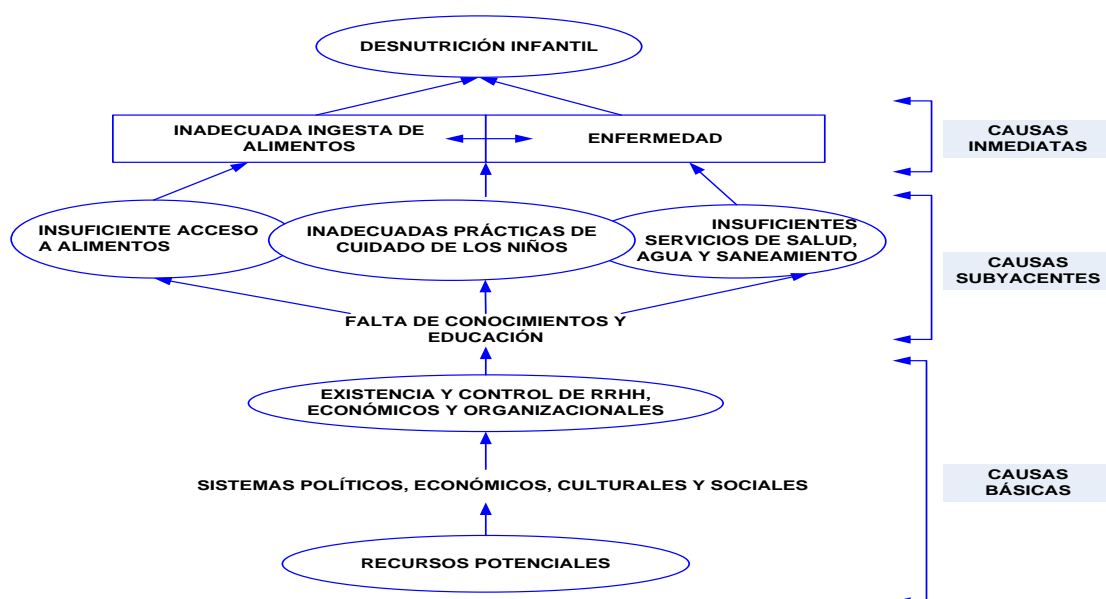 DESNUTRICIÓN INFANTIL
INADECUADA INGESTA DE
ALIMENTOS
ENFERMEDAD
CAUSAS
INMEDIATAS
INSUFICIENTE ACCESO
A ALIMENTOS
INADECUADAS PRÁCTICAS DE
CUIDADO DE LOS NIÑOS
INSUFICIENTES
SERVICIOS DE SALUD,
AGUA Y SANEAMIENTO
CAUSAS
SUBYACENTES
FALTA DE CONOCIMIENTOS Y
EDUCACIÓN
EXISTENCIA Y CONTROL DE RRHH,
ECONÓMICOS Y ORGANIZACIONALES
SISTEMAS POLÍTICOS, ECONÓMICOS, CULTURALES Y SOCIALES
CAUSAS
BÁSICAS
RECURSOS POTENCIALES